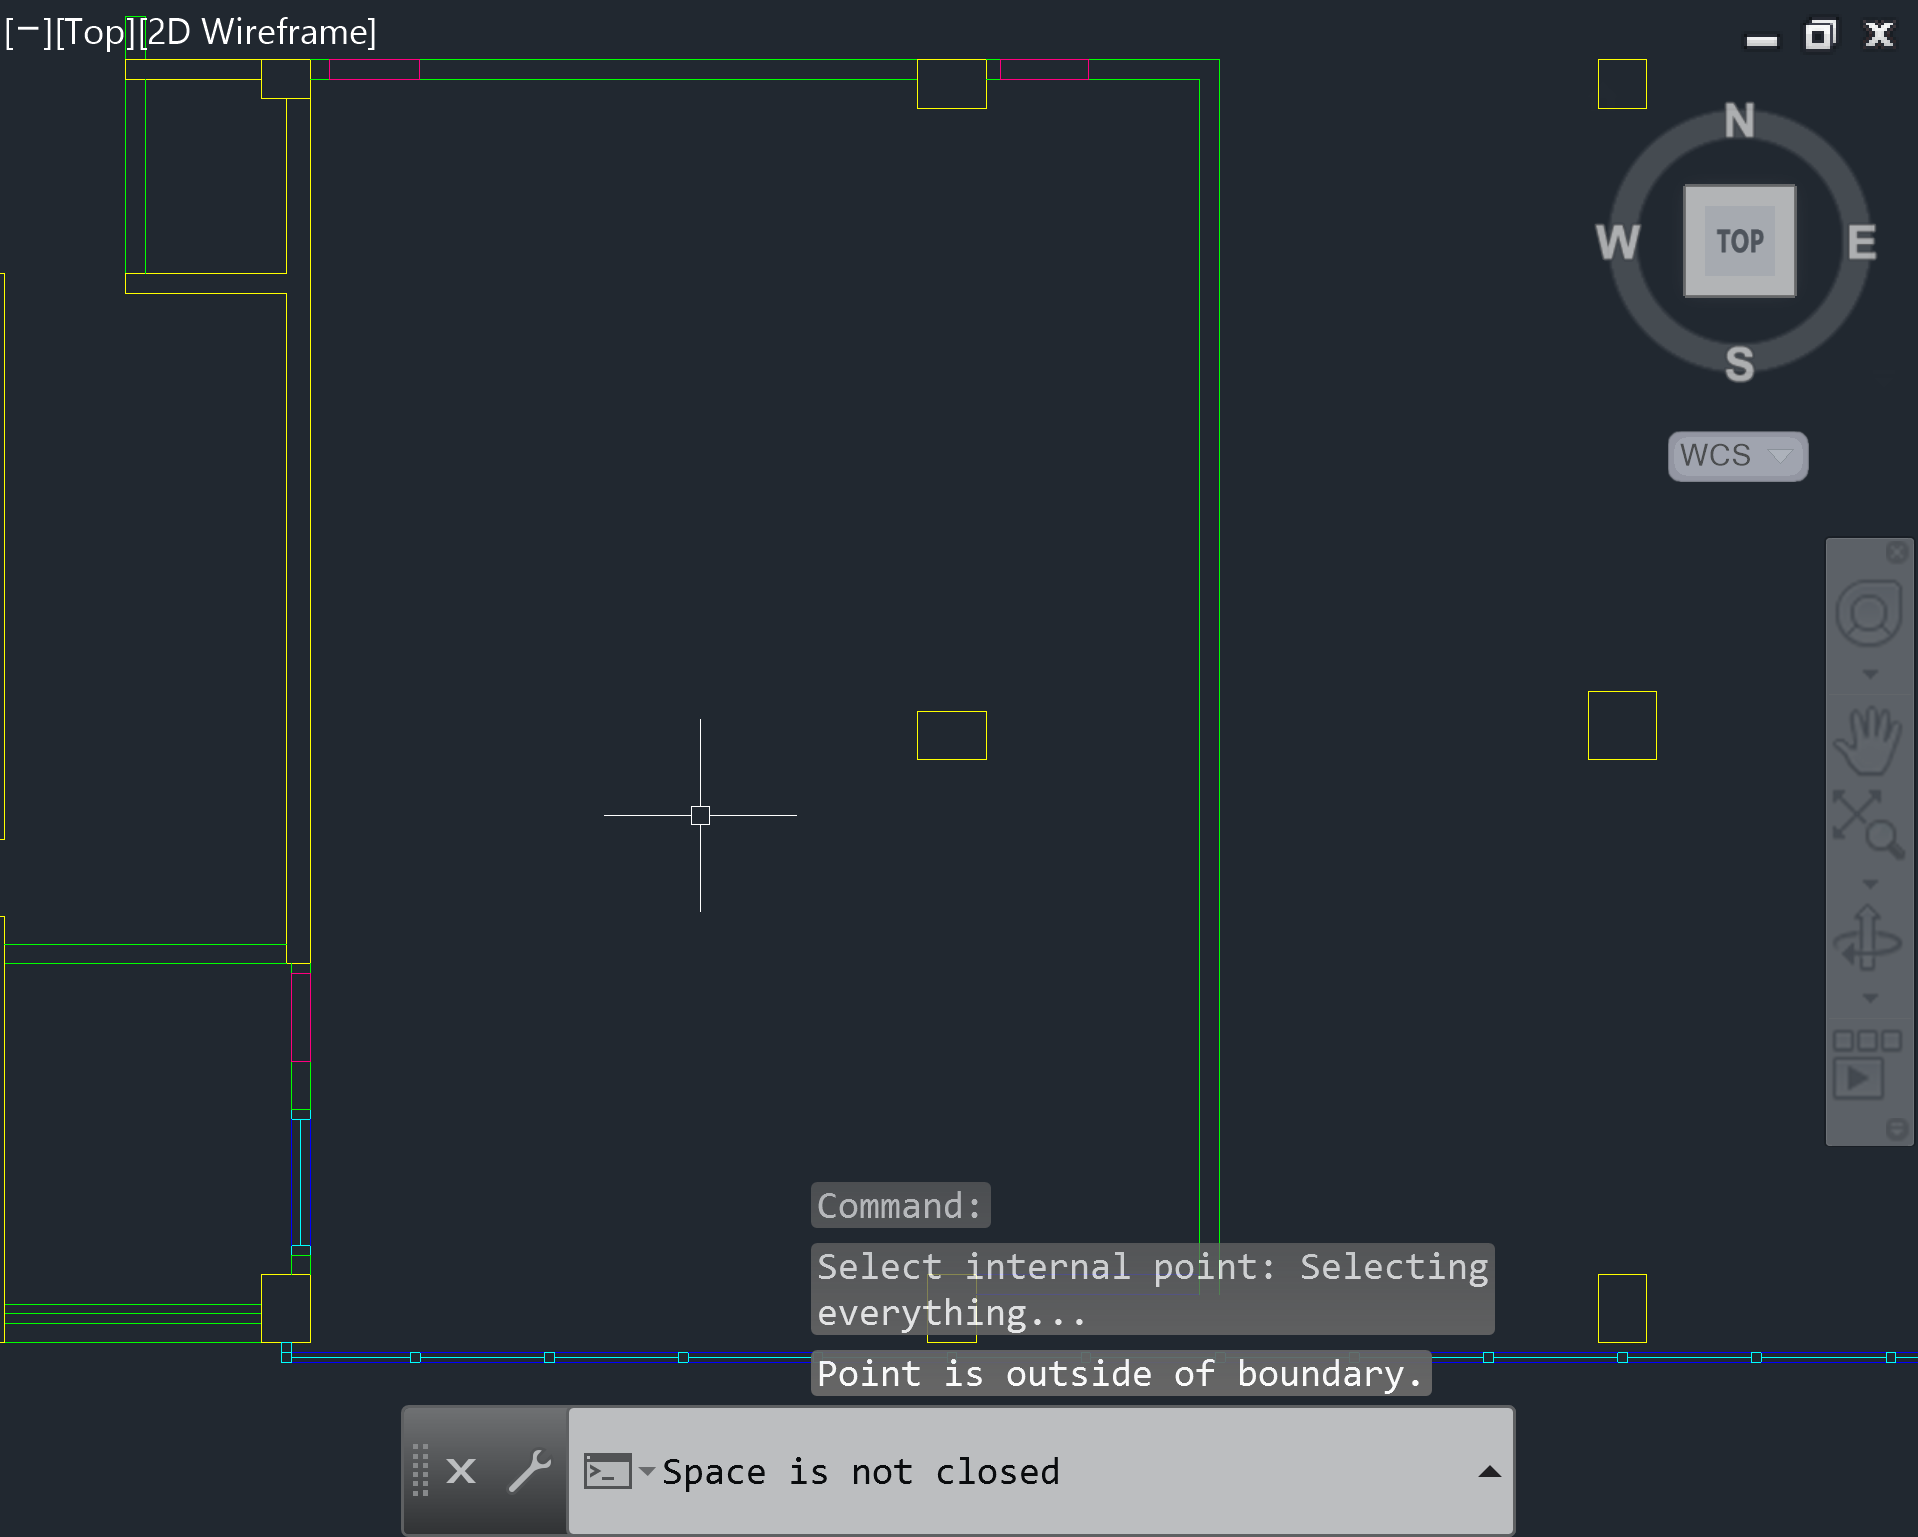 [−][Top][2D Wireframe]
N
W
TOP
E
S
WCS
Command:
Select internal point: Selecting
everything...
Point is outside of boundary.
Space is not closed